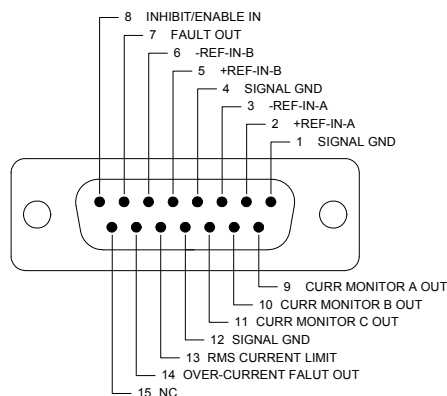 8 INHIBIT/ENABLE IN
7 FAULT OUT
6 -REF-IN-B
5 +REF-IN-B
4 SIGNAL GND
3 -REF-IN-A
2 +REF-IN-A
1 SIGNAL GND
9 CURR MONITOR A OUT
10 CURR MONITOR B OUT
11 CURR MONITOR C OUT
12 SIGNAL GND
13 RMS CURRENT LIMIT
14 OVER-CURRENT FALUT OUT
15 NC